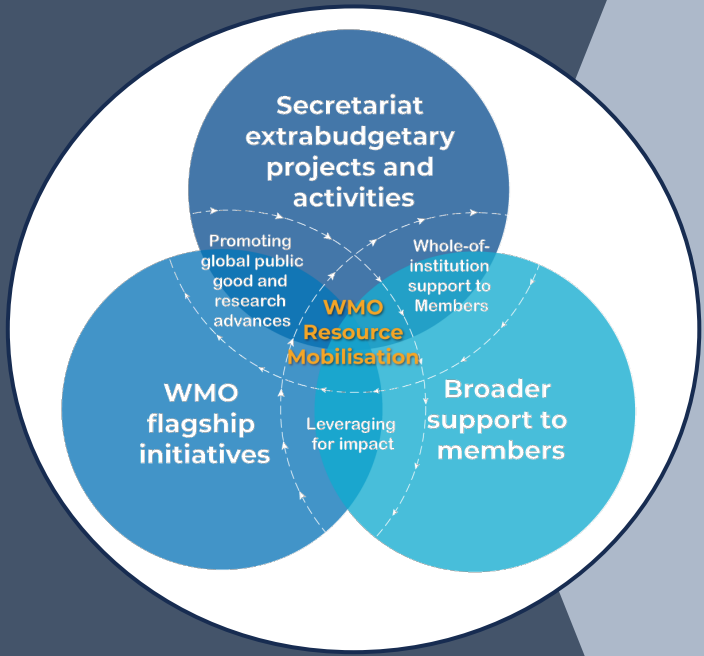 Secretariat
extrabudgetary
projects and
activities
Promoting
global public
good and
research
advances
Whole-of-
institution
support to
Members
WMO
Resource
Mobilisation
WMO
flagship
initiatives
Leveraging
for impact
Broader
support to
members